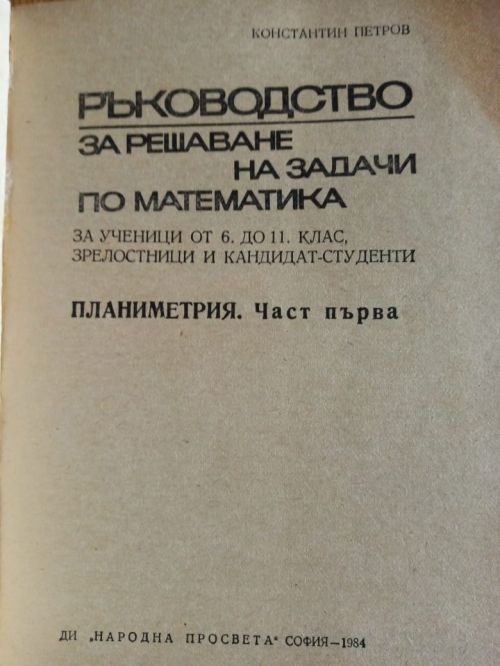 КОНСТАНТИН ПЕТРОВ
РЪКОВОДСТВО
ЗА РЕШАВАНЕ
НА ЗАДАЧИ
ПО МАТЕМАТИКА
ЗА УЧЕНИЦИ ОТ 6. ДО 11. КЛАС,
ЗРЕЛОСТНИЦИ И КАНДИДАТ-СТУДЕНТИ
ПЛАНИМЕТРИЯ. Част първа
ДИ „НАРОДНА ПРОСВЕТА“ СОФИЯ—1984